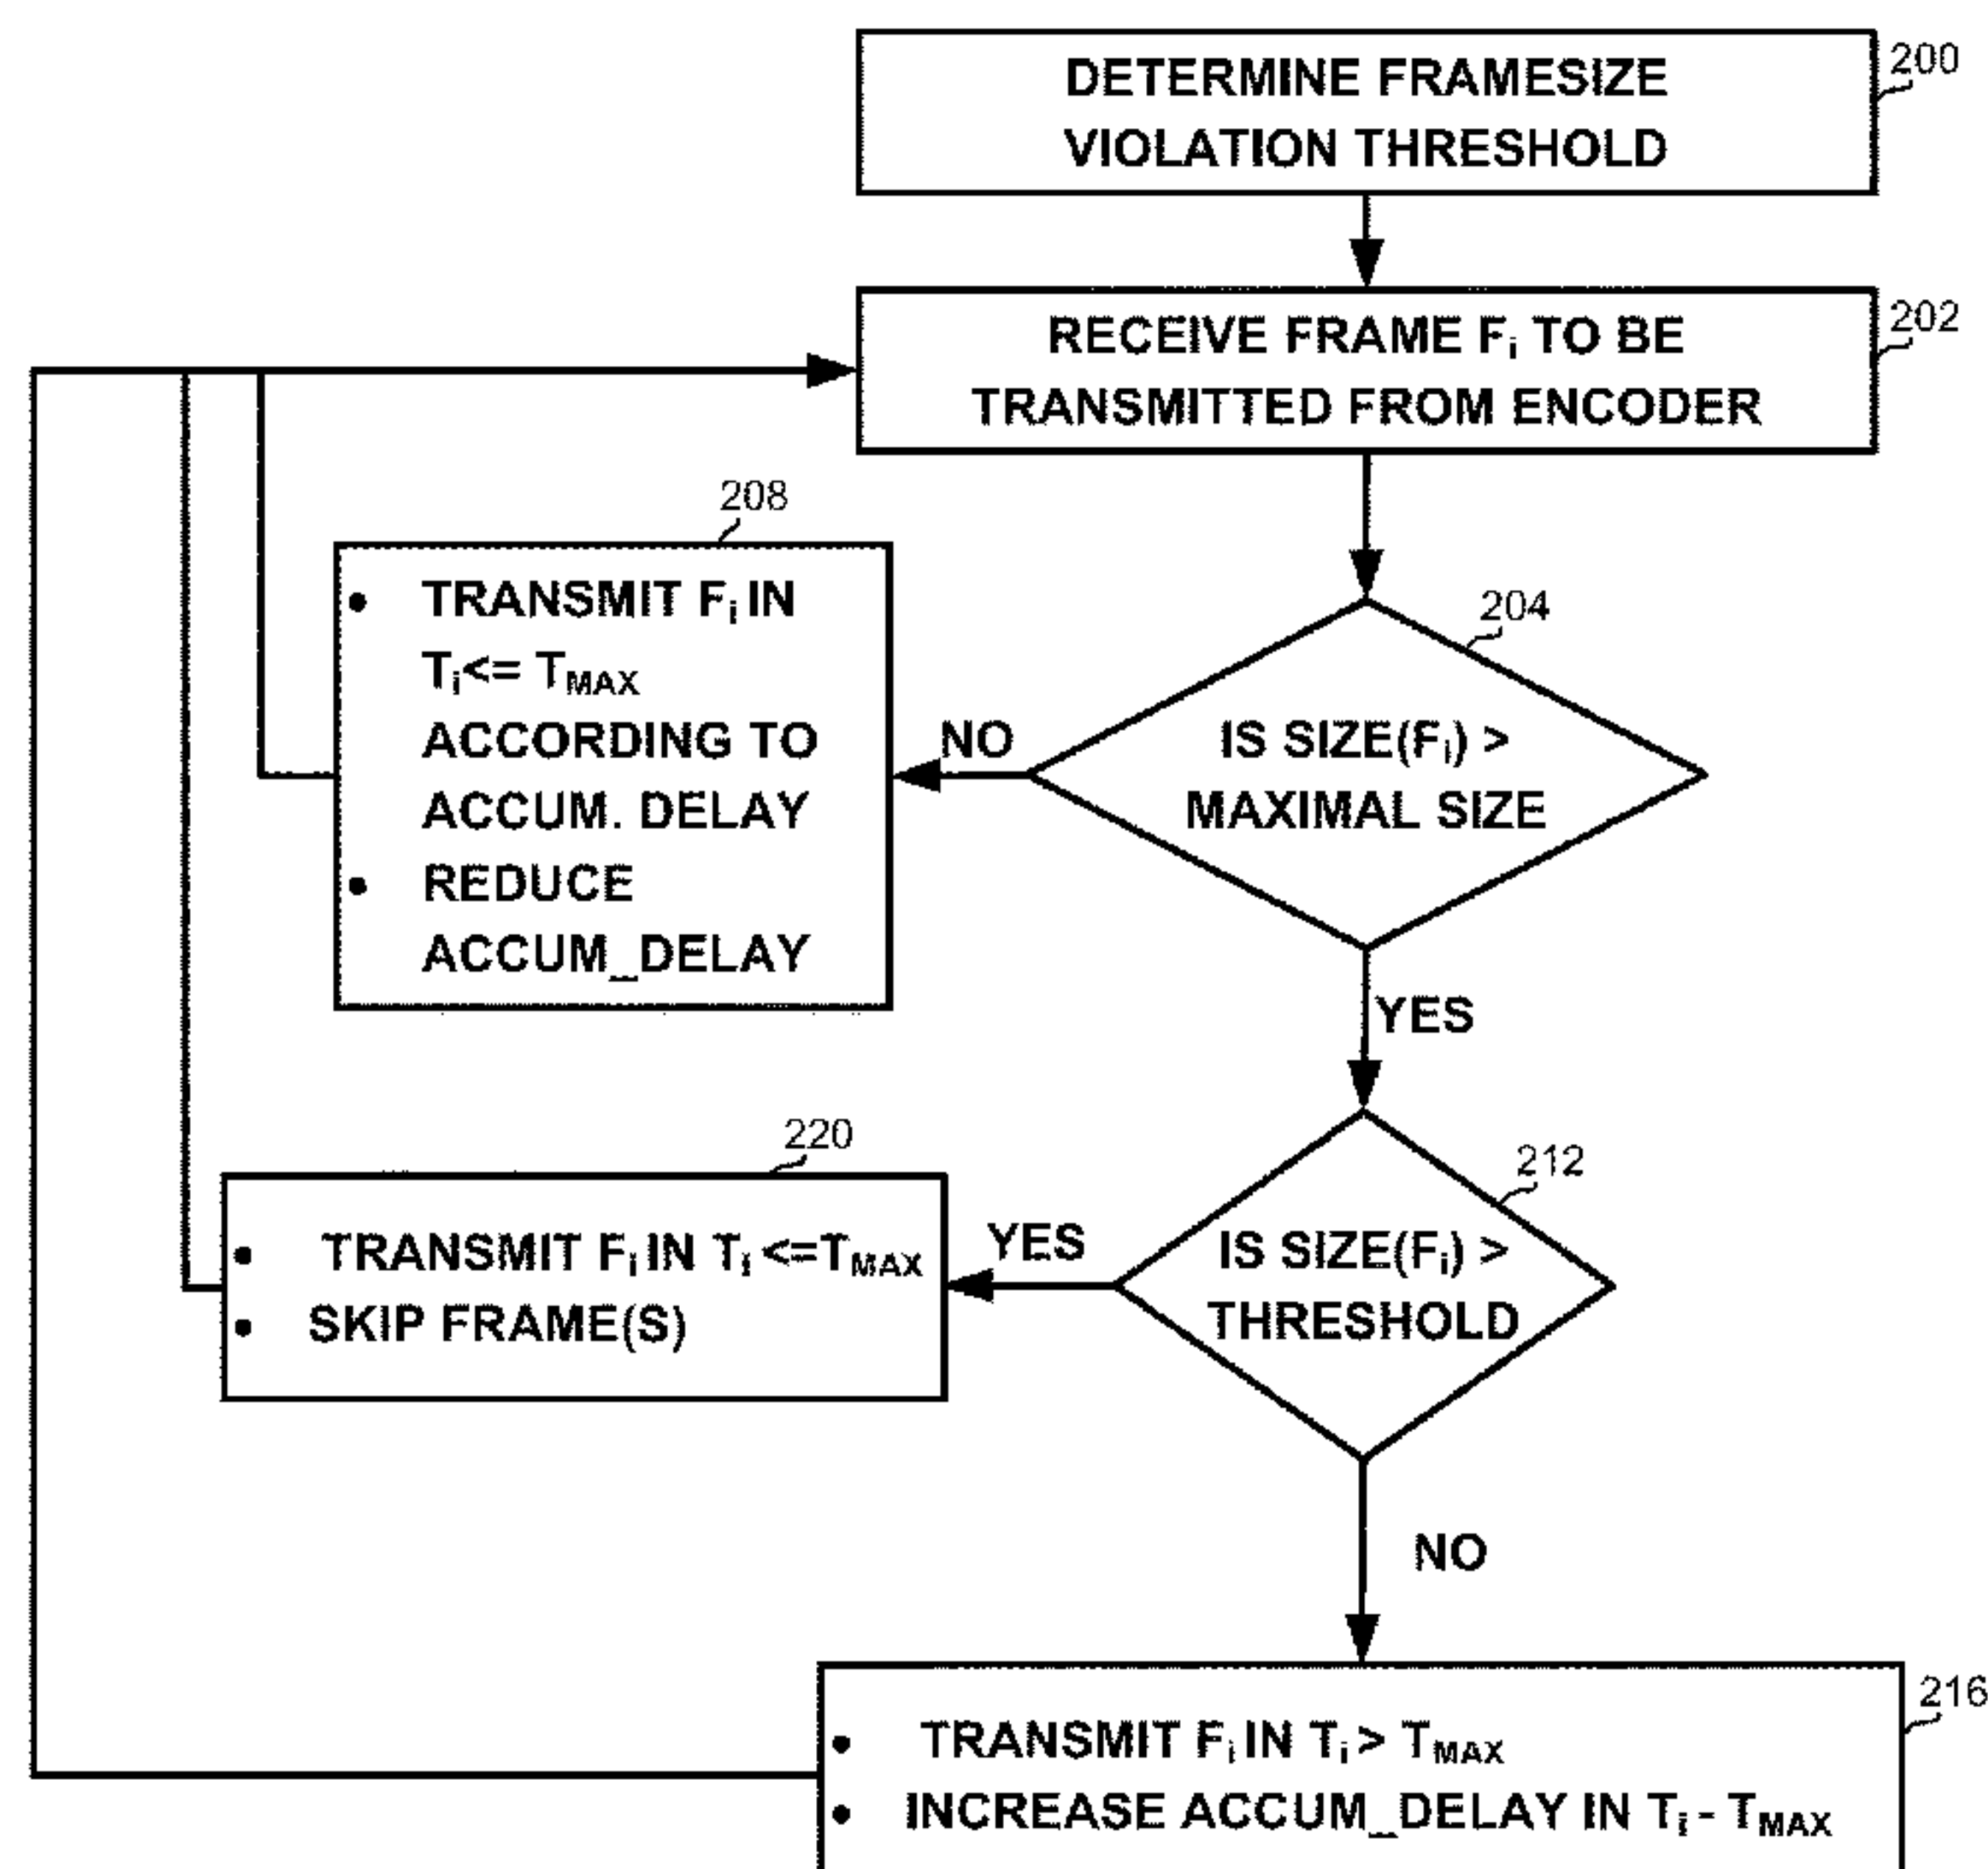 DETERMINE FRAMESIZE
VIOLATION THRESHOLD
200
RECEIVE FRAME Fi TO BE
TRANSMITTED FROM ENCODER
202
208
• TRANSMIT Fi IN
Ti<= TMAX
ACCORDING TO
ACCUM. DELAY
• REDUCE
ACCUM_DELAY
NO
204
IS SIZE(Fi) >
MAXIMAL SIZE
YES
220
• TRANSMIT Fi IN Ti <=TMAX
• SKIP FRAME(S)
YES
212
IS SIZE(Fi) >
THRESHOLD
NO
216
• TRANSMIT Fi IN Ti > TMAX
• INCREASE ACCUM_DELAY IN Ti - TMAX